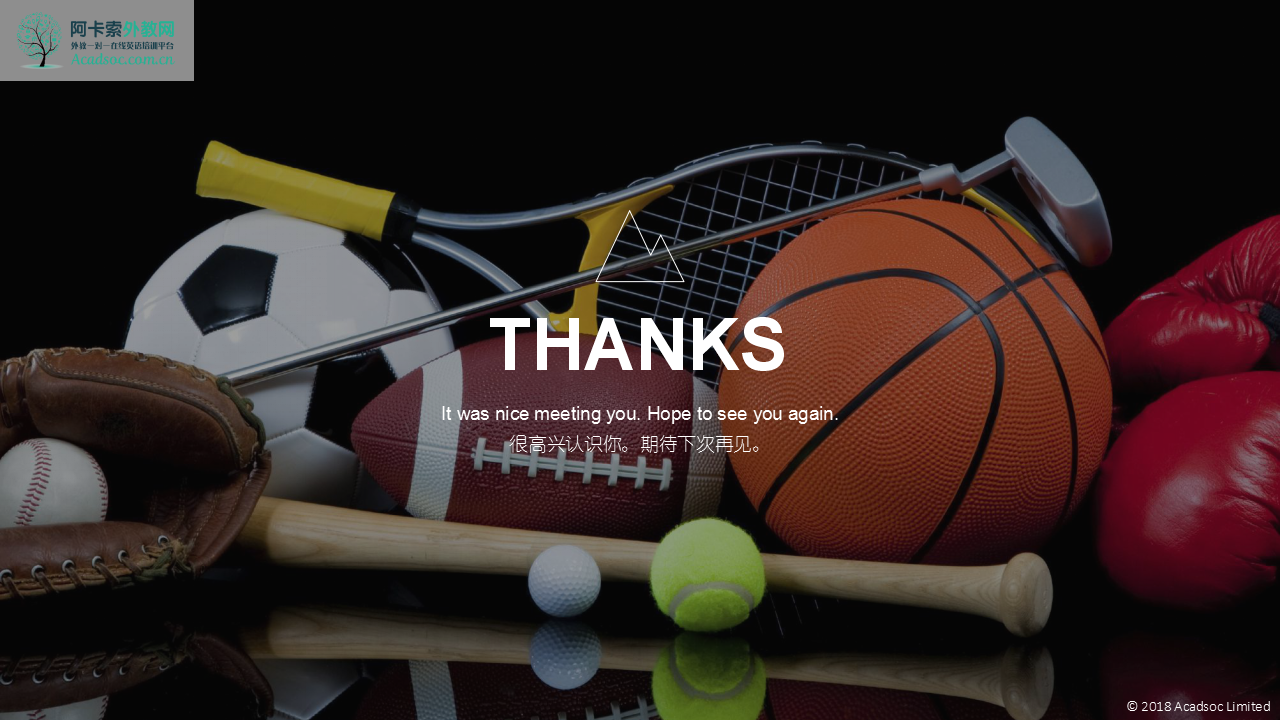 阿卡索外教网
外教一对一在线英语培训平台
Acadsoc.com.cn
THANKS
It was nice meeting you. Hope to see you again.
很高兴认识你。期待下次再见。
© 2018 Acadsoc Limited